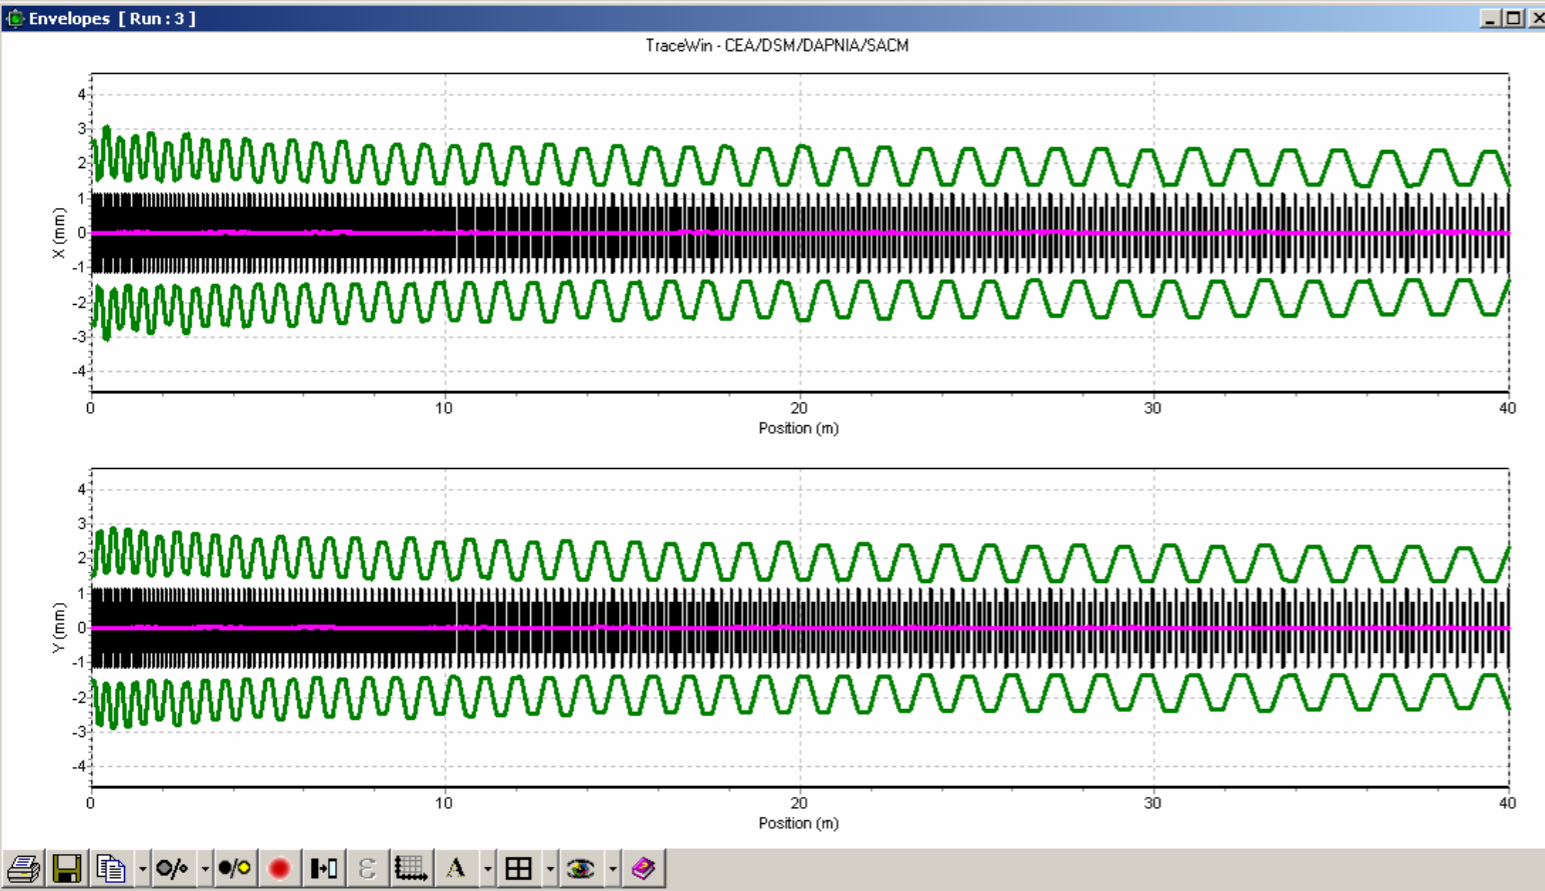 Envelopes [ Run : 3 ]
TraceWin - CEA/DSM/DAPNIA/SACM
4
3
2
1
0
-1
-2
-3
-4
X (mm)
0 10 20 30 40
Position (m)
4
3
2
1
0
-1
-2
-3
-4
Y (mm)
0 10 20 30 40
Position (m)
ε
A